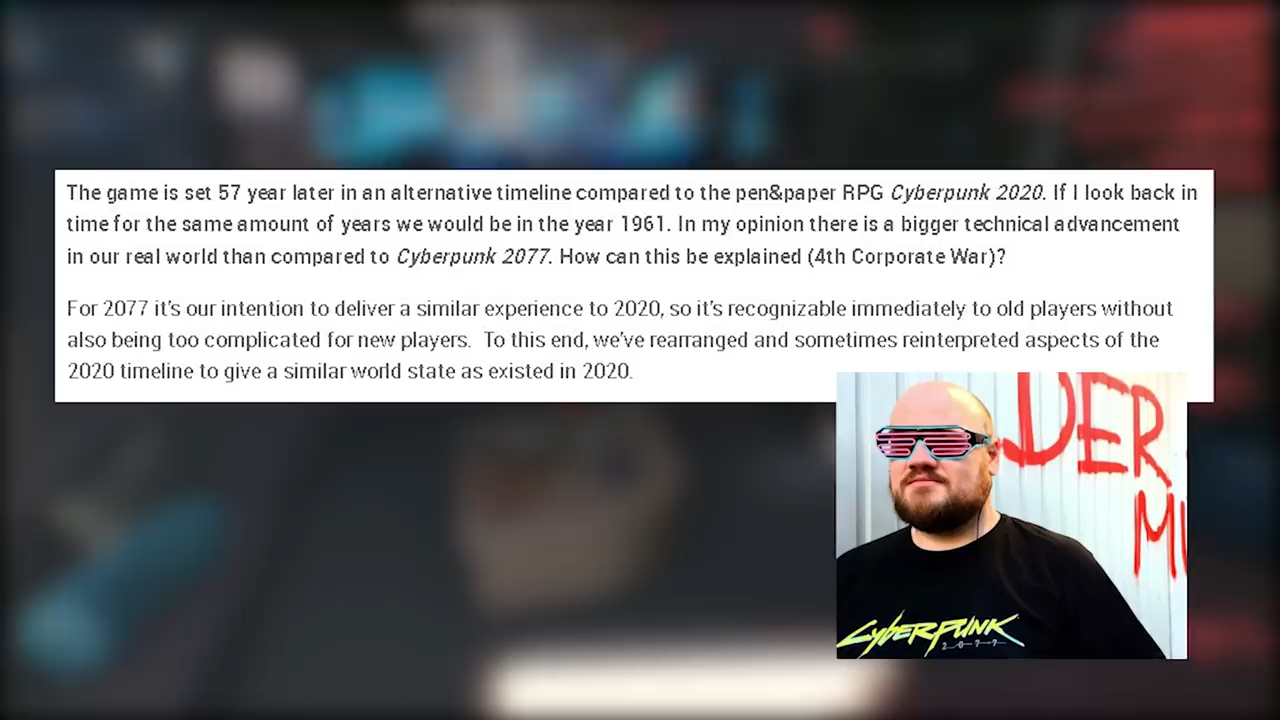 The game is set 57 year later in an alternative timeline compared to the pen&paper RPG Cyberpunk 2020. If I look back in
time for the same amount of years we would be in the year 1961. In my opinion there is a bigger technical advancement
in our real world than compared to Cyberpunk 2077. How can this be explained (4th Corporate War)?
For 2077 it's our intention to deliver a similar experience to 2020, so it's recognizable immediately to old players without
also being too complicated for new players.  To this end, we've rearranged and sometimes reinterpreted aspects of the
2020 timeline to give a similar world state as existed in 2020.
DER
CYBERPUNK
2077